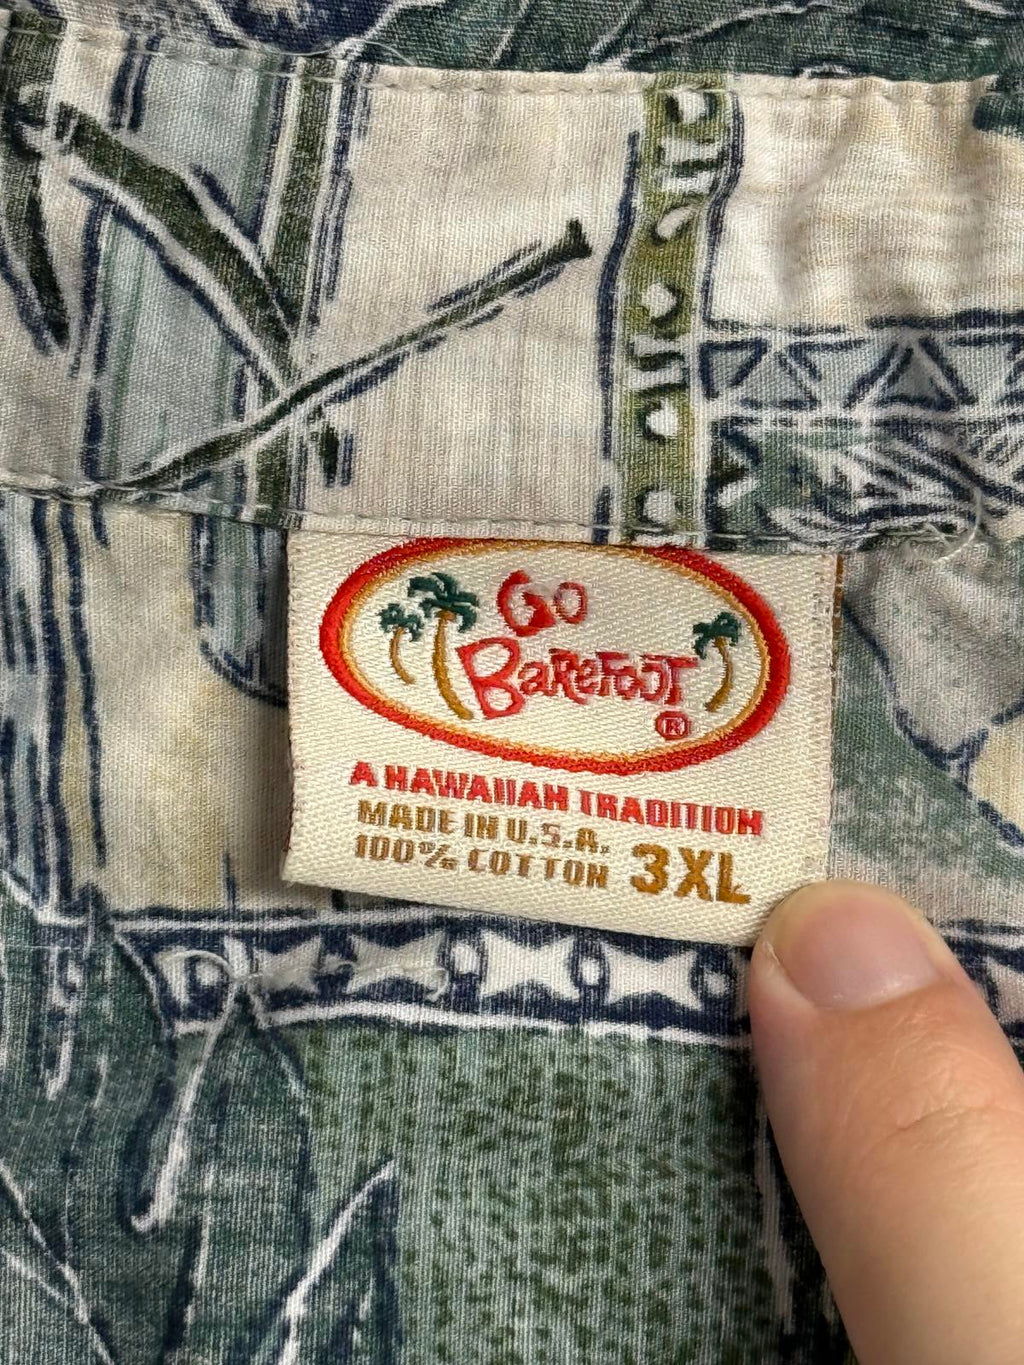 Go
BAREFOOT
®
A HAWAIIAN TRADITION
MADE IN U.S.A.
100% COTTON 3XL